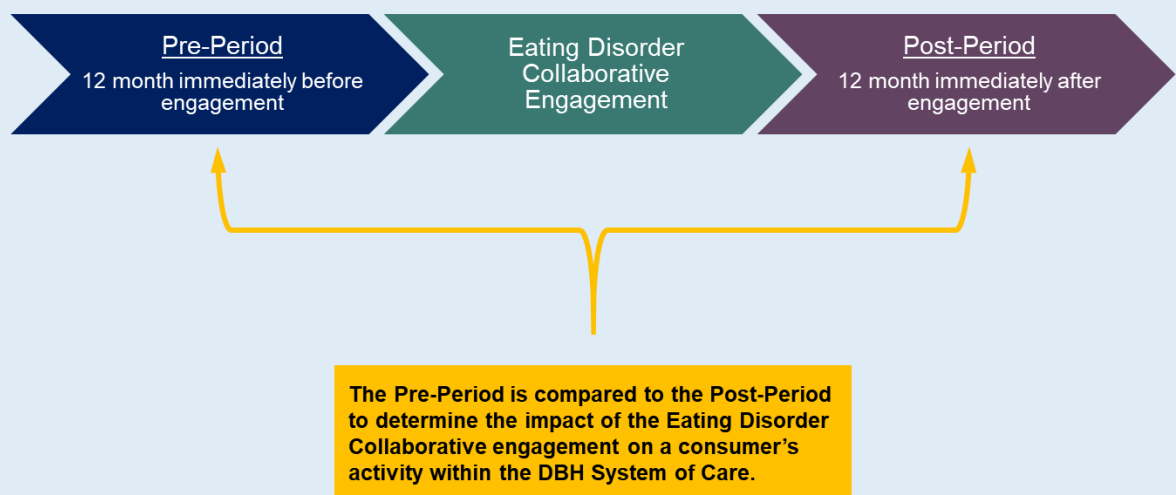 Pre-Period
12 month immediately before
engagement
Eating Disorder
Collaborative
Engagement
Post-Period
12 month immediately after
engagement
The Pre-Period is compared to the Post-Period
to determine the impact of the Eating Disorder
Collaborative engagement on a consumer’s
activity within the DBH System of Care.